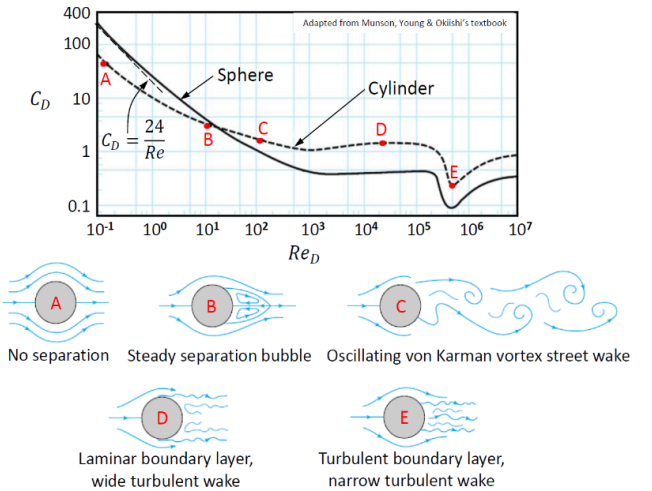 400
Adapted from Munson, Young & Okiishi's textbook
100
A
Sphere
Cylinder
C_D
10
C_D = 24/Re
B
C
D
1
E
0.1
10^-1 10^0 10^1 10^2 10^3 10^4 10^5 10^6 10^7
Re_D
A
B
C
No separation
Steady separation bubble
Oscillating von Karman vortex street wake
D
E
Laminar boundary layer,
wide turbulent wake
Turbulent boundary layer,
narrow turbulent wake